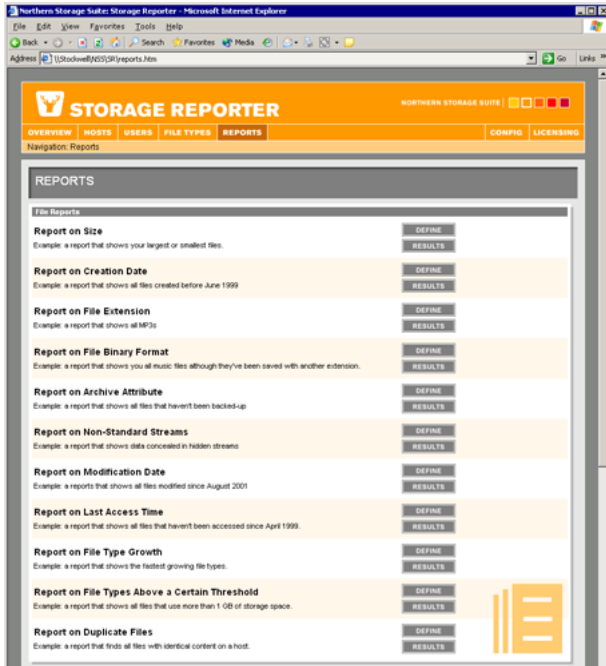 Northern Storage Suite: Storage Reporter - Microsoft Internet Explorer
File Edit View Favorites Tools Help
Back Search Favorites Media
Address \\Stockwell\NSS\SR\reports.htm Go Links »
STORAGE REPORTER
NORTHERN STORAGE SUITE
OVERVIEW HOSTS USERS FILE TYPES REPORTS CONFIG LICENSING
Navigation: Reports
REPORTS
File Reports
Report on Size
DEFINE
Example: a report that shows your largest or smallest files.
RESULTS
Report on Creation Date
DEFINE
Example: a report that shows all files created before June 1999
RESULTS
Report on File Extension
DEFINE
Example: a report that shows all MP3s
RESULTS
Report on File Binary Format
DEFINE
Example: a report that shows you all music files although they've been saved with another extension.
RESULTS
Report on Archive Attribute
DEFINE
Example: a report that shows all files that haven't been backed-up
RESULTS
Report on Non-Standard Streams
DEFINE
Example: a report that shows data concealed in hidden streams
RESULTS
Report on Modification Date
DEFINE
Example: a reports that shows all files modified since August 2001
RESULTS
Report on Last Access Time
DEFINE
Example: a report that shows all files that haven't been accessed since April 1999.
RESULTS
Report on File Type Growth
DEFINE
Example: a report that shows the fastest growing file types.
RESULTS
Report on File Types Above a Certain Threshold
DEFINE
Example: a report that shows all files that use more than 1 GB of storage space.
RESULTS
Report on Duplicate Files
DEFINE
Example: a report that finds all files with identical content on a host.
RESULTS